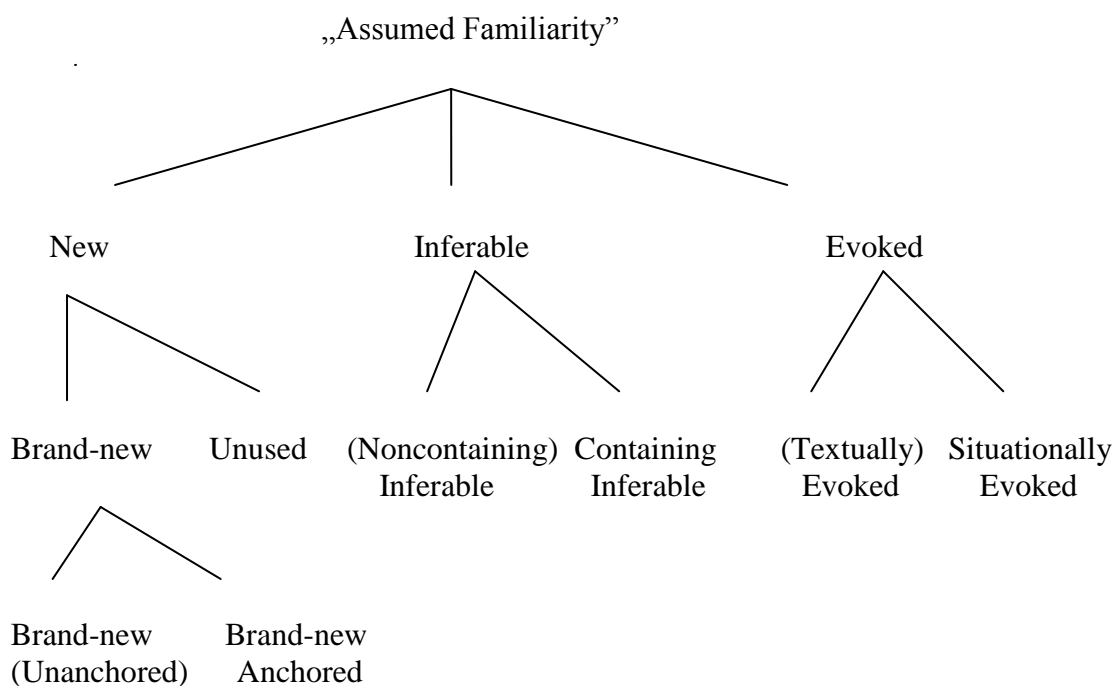 „Assumed Familiarity”
New Inferable Evoked
Brand-new Unused (Noncontaining) Containing (Textually) Situationally
Inferable Inferable Evoked Evoked
Brand-new Brand-new
(Unanchored) Anchored